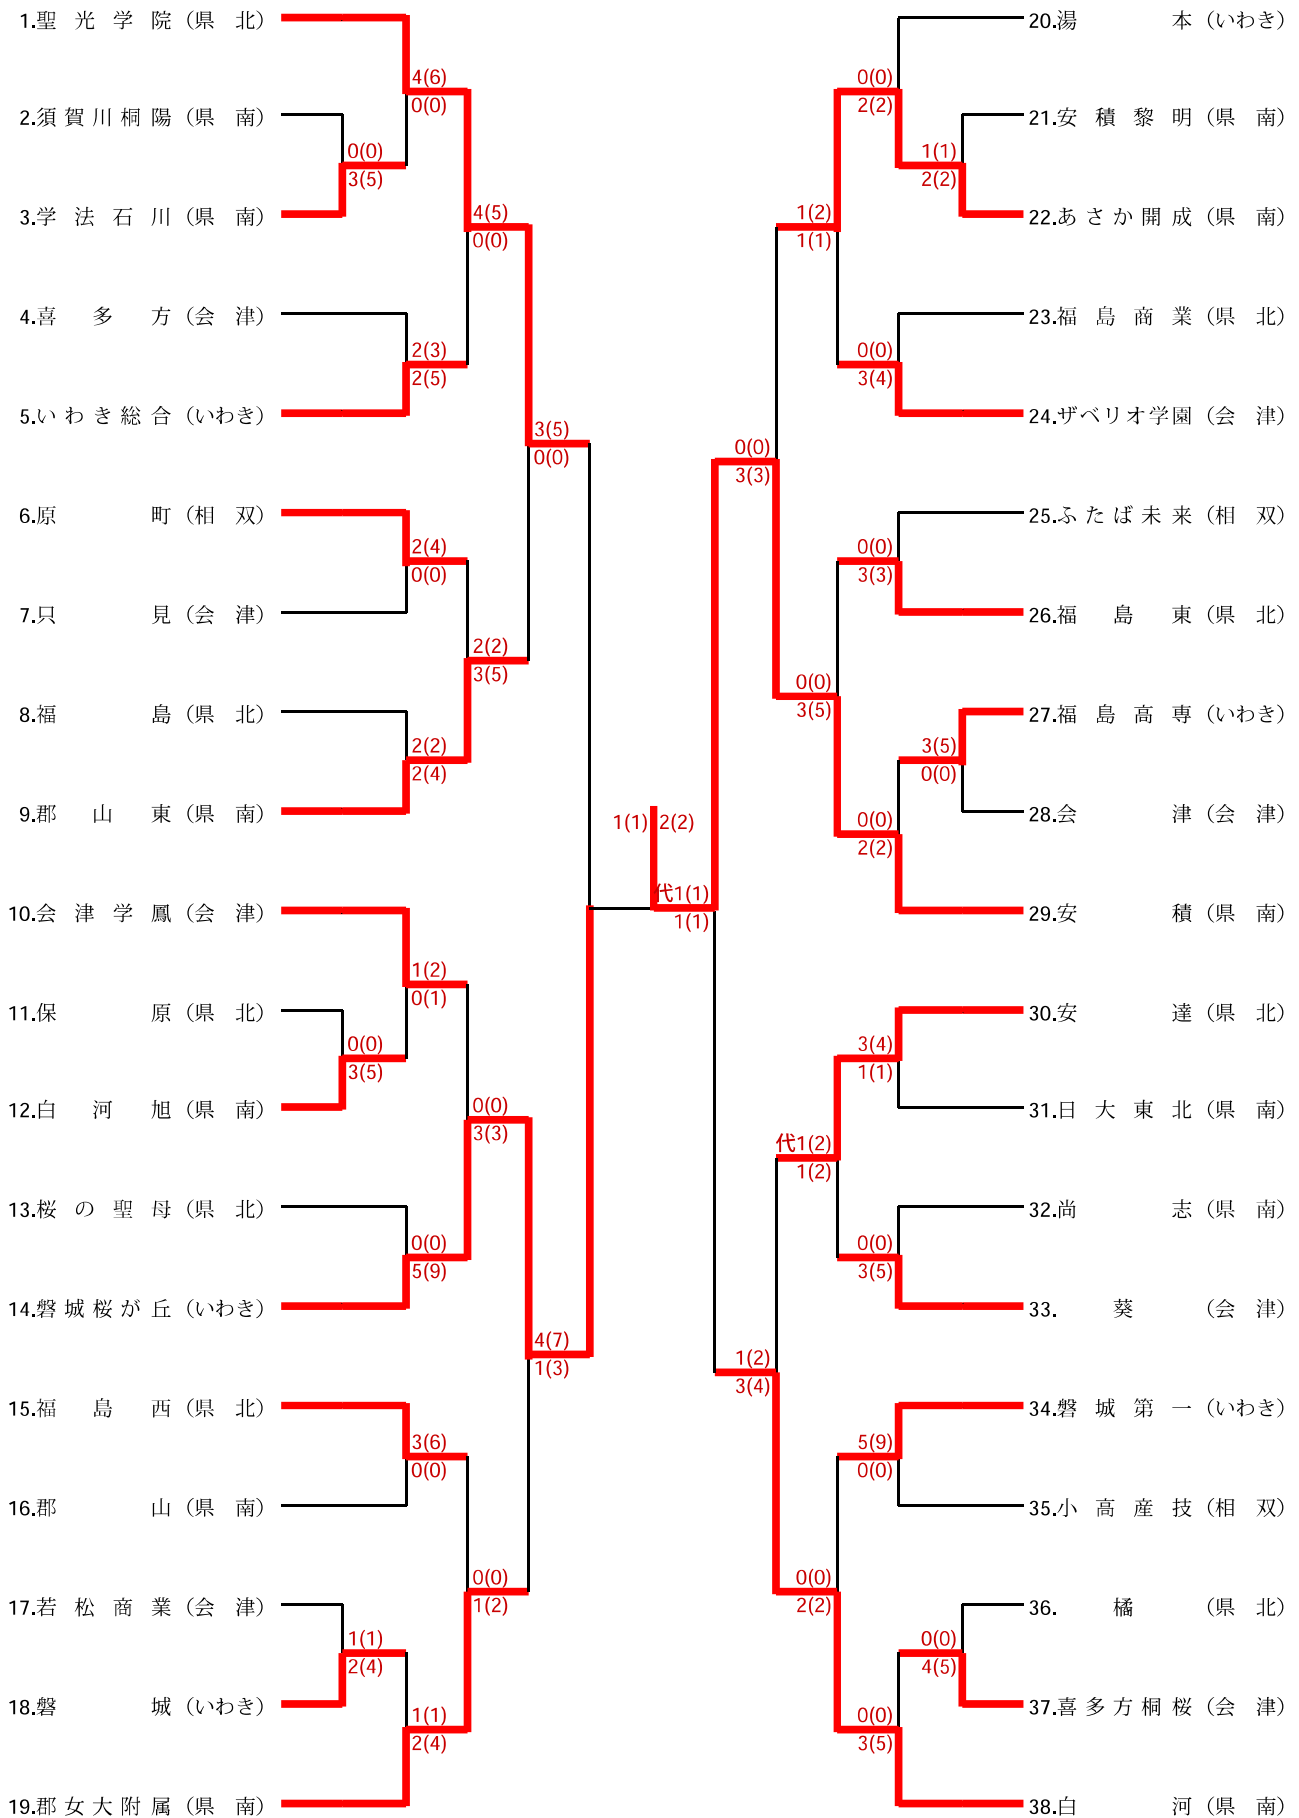 1.聖光学院(県北)
4(6)
0(0)
2.須賀川桐陽(県南)
0(0)
3(5)
3.学法石川(県南)
4(5)
0(0)
4.喜多方(会津)
2(3)
2(5)
5.いわき総合(いわき)
3(5)
0(0)
6.原町(相双)
2(4)
0(0)
7.只見(会津)
2(2)
3(5)
8.福島(県北)
2(2)
2(4)
9.郡山東(県南)
10.会津学鳳(会津)
1(2)
0(1)
11.保原(県北)
0(0)
3(5)
12.白河旭(県南)
0(0)
3(3)
13.桜の聖母(県北)
0(0)
5(9)
14.磐城桜が丘(いわき)
4(7)
1(3)
15.福島西(県北)
3(6)
0(0)
16.郡山(県南)
0(0)
1(2)
17.若松商業(会津)
1(1)
2(4)
18.磐城(いわき)
1(1)
2(4)
19.郡女大附属(県南)
1(1) 2(2)
代1(1)
1(1)
20.湯本(いわき)
0(0)
2(2)
21.安積黎明(県南)
1(1)
2(2)
22.あさか開成(県南)
1(2)
1(1)
23.福島商業(県北)
0(0)
3(4)
24.ザベリオ学園(会津)
0(0)
3(3)
25.ふたば未来(相双)
0(0)
3(3)
26.福島東(県北)
0(0)
3(5)
27.福島高専(いわき)
3(5)
0(0)
28.会津(会津)
0(0)
2(2)
29.安積(県南)
30.安達(県北)
3(4)
1(1)
31.日大東北(県南)
代1(2)
1(2)
32.尚志(県南)
0(0)
3(5)
33.葵(会津)
1(2)
3(4)
34.磐城第一(いわき)
5(9)
0(0)
35.小高産技(相双)
0(0)
2(2)
36.橘(県北)
0(0)
4(5)
37.喜多方桐桜(会津)
0(0)
3(5)
38.白河(県南)